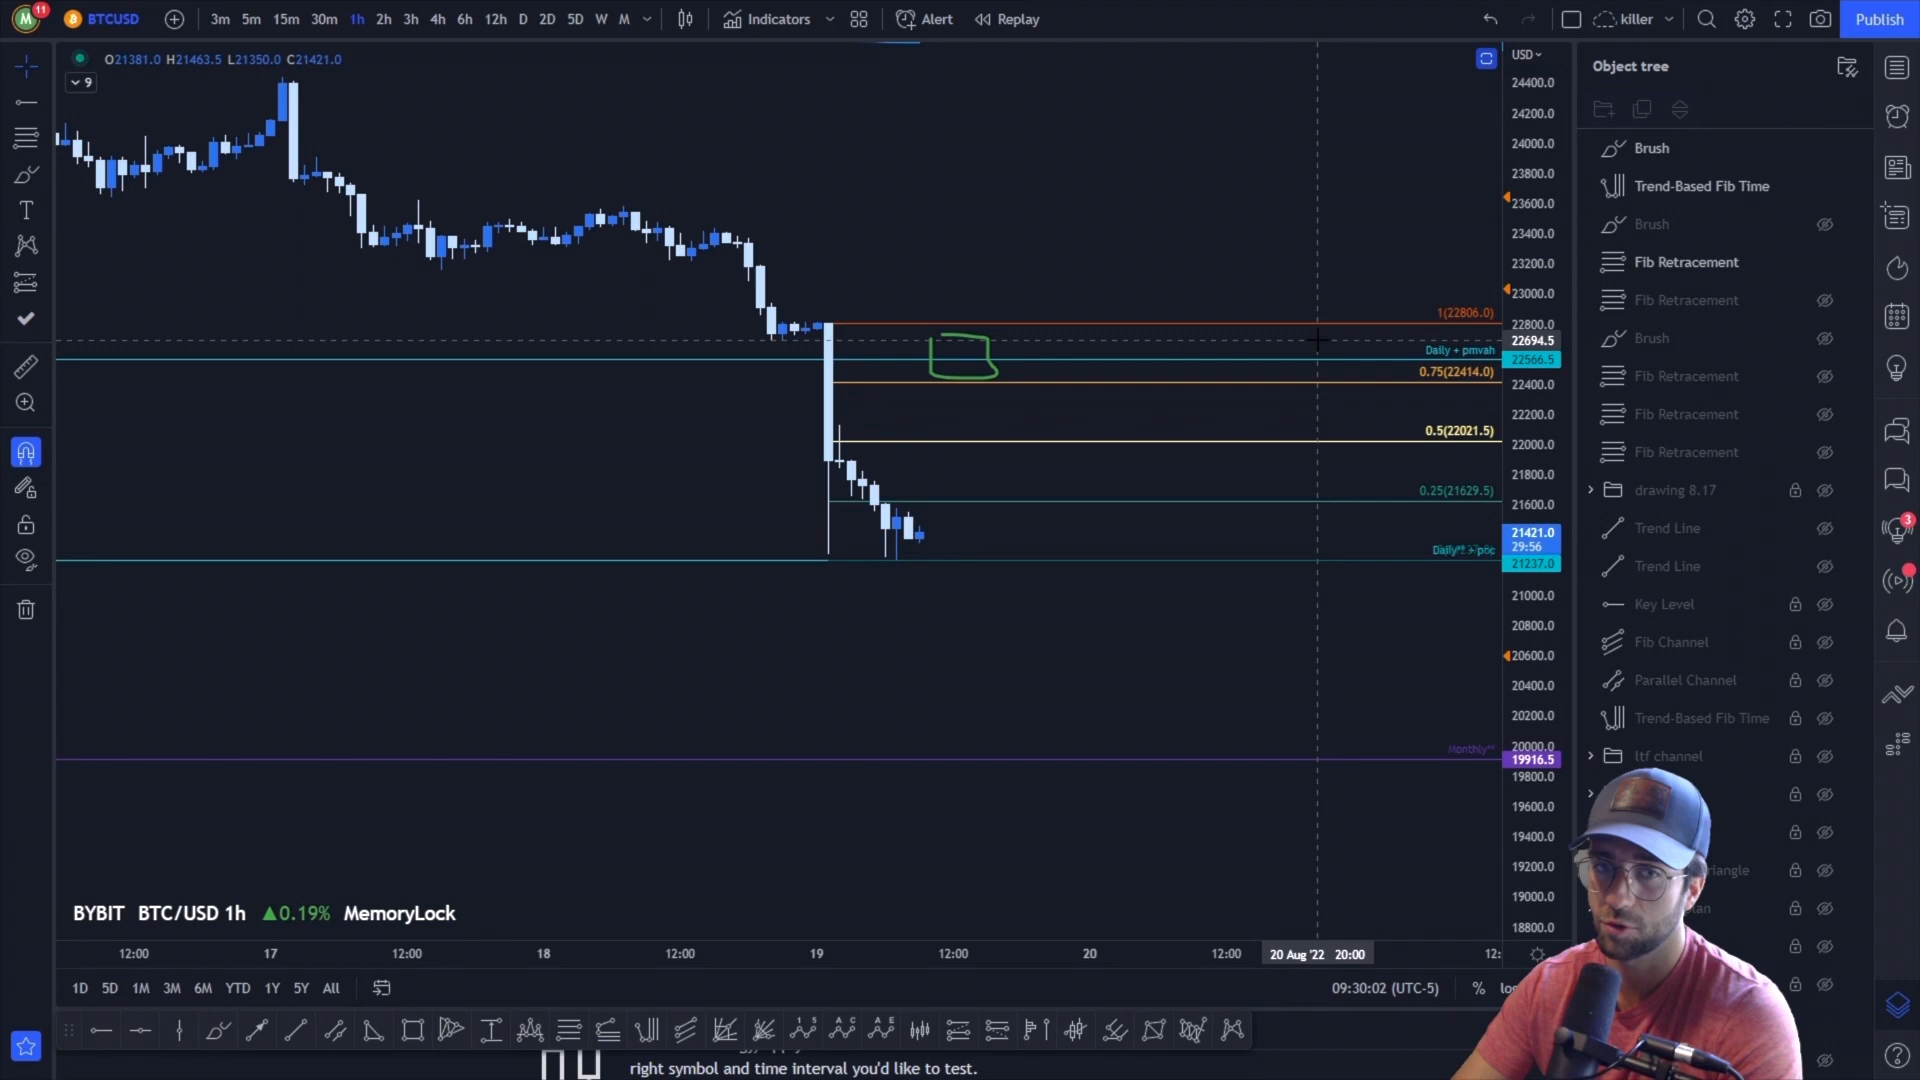 M 11 BTCUSD 3m 5m 15m 30m 1h 2h 3h 4h 6h 12h D 2D 5D W M Indicators Alert Replay killer Publish
O21381.0 H21463.5 L21350.0 C21421.0
9
USD
24400.0
24200.0
24000.0
23800.0
23600.0
23400.0
23200.0
23000.0
22800.0
22694.5
22566.5
22400.0
22200.0
22000.0
21800.0
21600.0
21421.0
29:56
21237.0
21000.0
20800.0
20600.0
20400.0
20200.0
20000.0
19916.5
19800.0
19600.0
19400.0
19200.0
19000.0
18800.0
1(22806.0)
Daily + pmvah
0.75(22414.0)
0.5(22021.5)
0.25(21629.5)
Monthly**
BYBIT BTC/USD 1h ▲0.19% MemoryLock
12:00 17 12:00 18 12:00 19 12:00 20 12:00 20 Aug '22 20:00 12:
1D 5D 1M 3M 6M YTD 1Y 5Y All 09:30:02 (UTC-5) %
right symbol and time interval you'd like to test.
Object tree
Brush
Trend-Based Fib Time
Brush
Fib Retracement
Fib Retracement
Brush
Fib Retracement
Fib Retracement
Fib Retracement
drawing 8.17
Trend Line
Trend Line
Key Level
Fib Channel
Parallel Channel
Trend-Based Fib Time
ltf channel
3